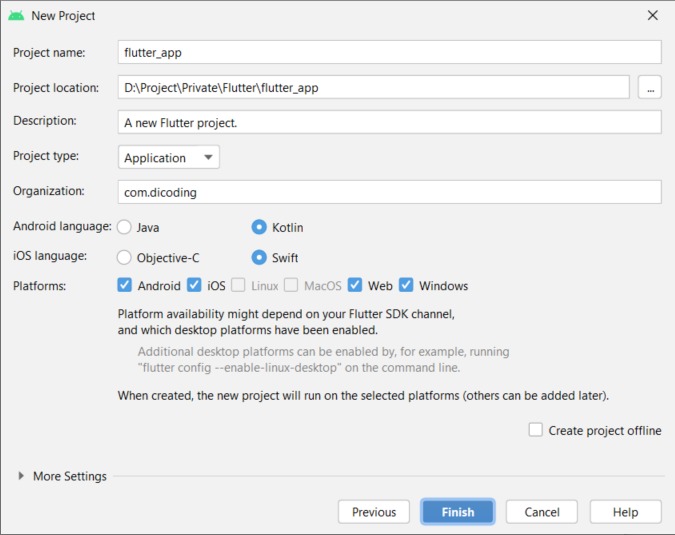 New Project
Project name: flutter_app
Project location: D:\Project\Private\Flutter\flutter_app ...
Description: A new Flutter project.
Project type: Application
Organization: com.dicoding
Android language: Java Kotlin
iOS language: Objective-C Swift
Platforms: Android iOS Linux MacOS Web Windows
Platform availability might depend on your Flutter SDK channel,
and which desktop platforms have been enabled.
Additional desktop platforms can be enabled by, for example, running
"flutter config --enable-linux-desktop" on the command line.
When created, the new project will run on the selected platforms (others can be added later).
Create project offline
More Settings
Previous Finish Cancel Help